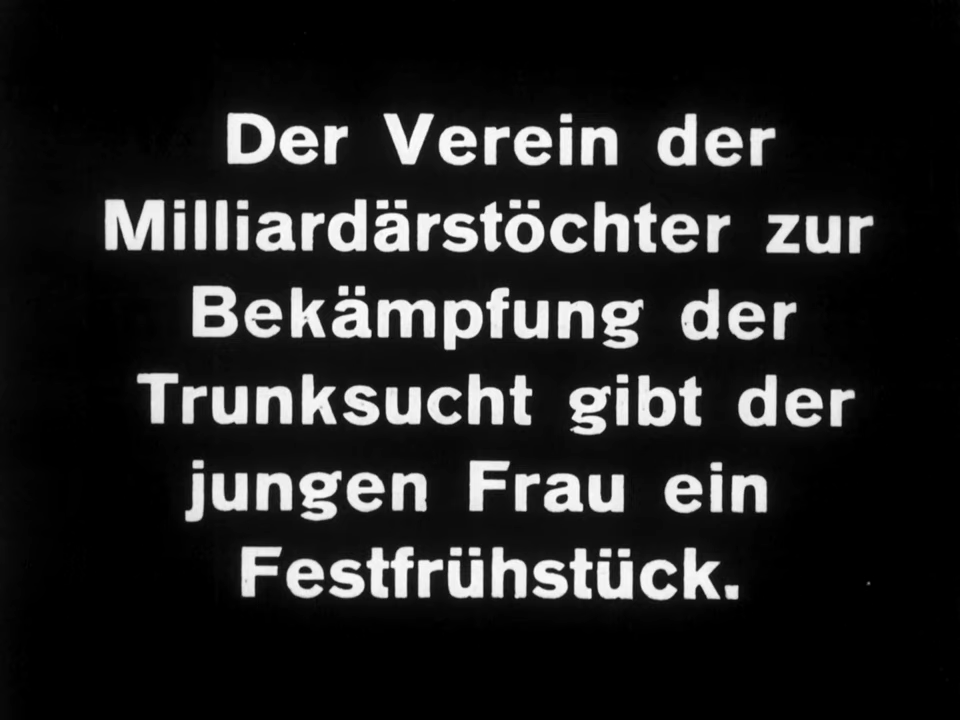 Der Verein der
Milliardärstöchter zur
Bekämpfung der
Trunksucht gibt der
jungen Frau ein
Festfrühstück.